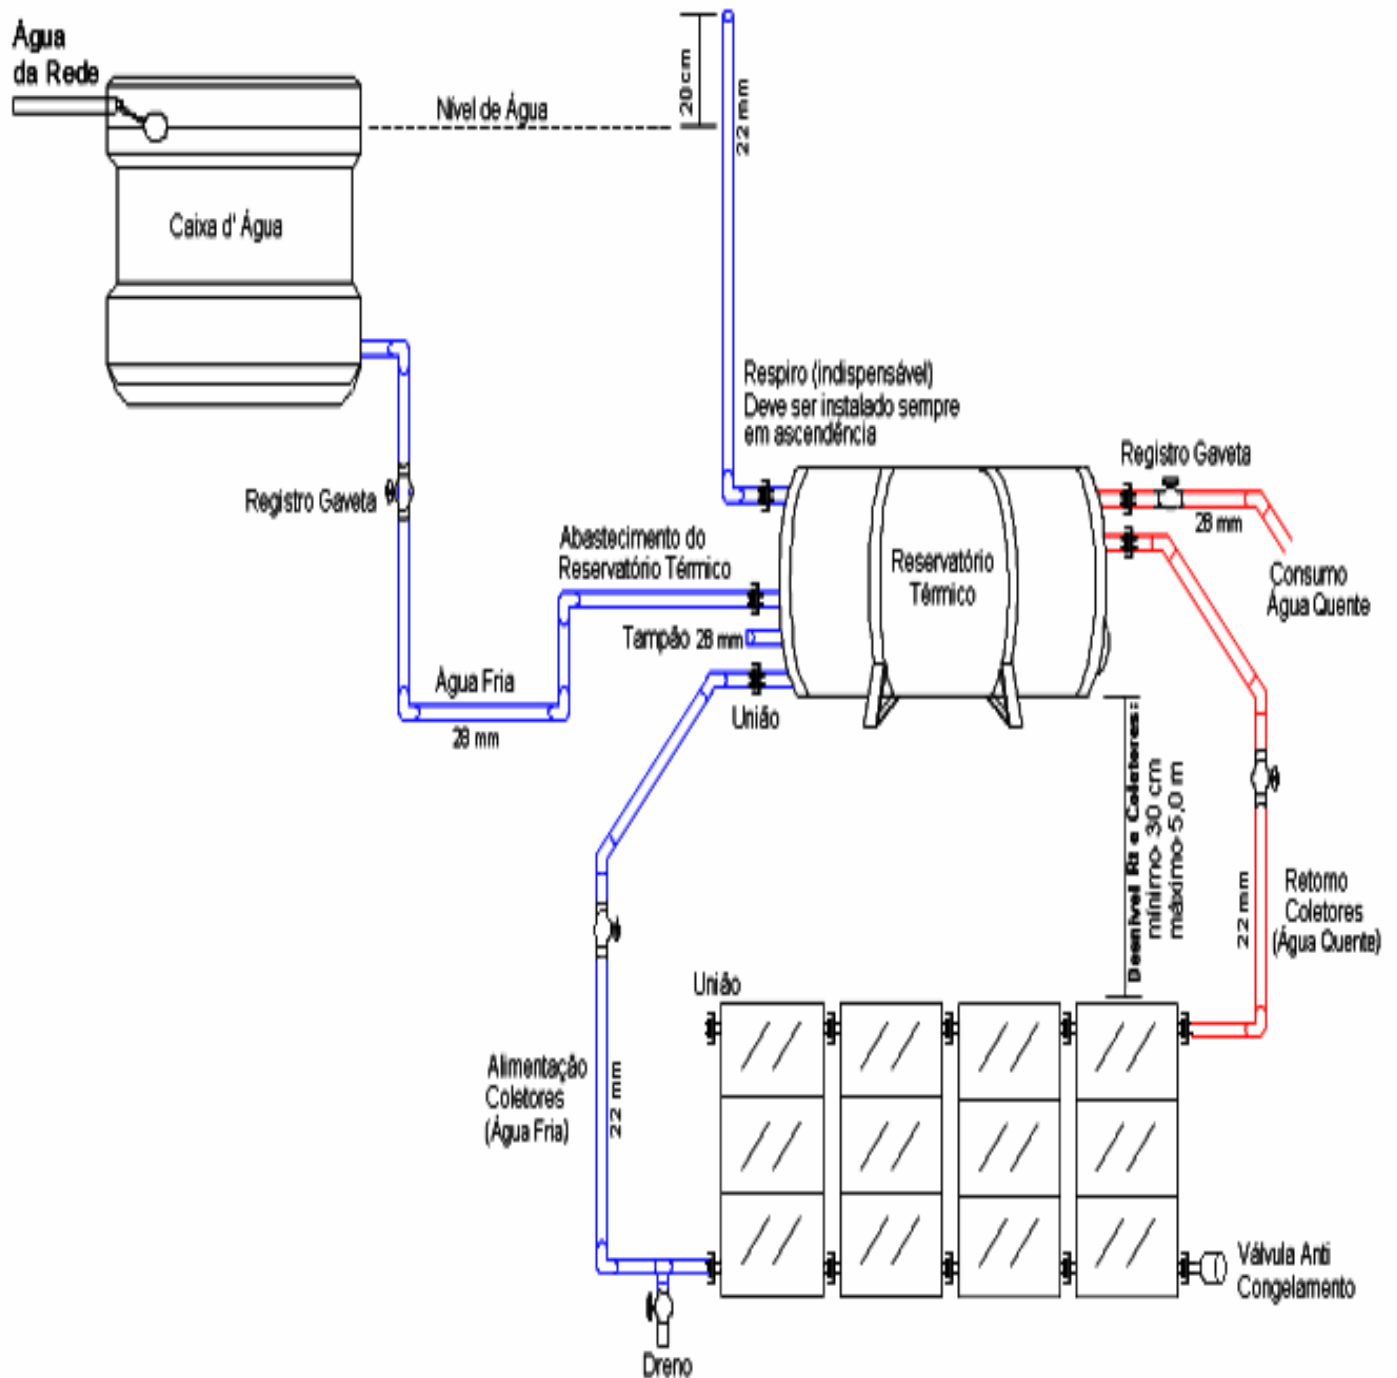 Água
da Rede
Nível de Água
20 cm
22 mm
Caixa d' Água
Respiro (indispensável)
Deve ser instalado sempre
em ascendência
Registro Gaveta
Registro Gaveta
28 mm
Abastecimento do
Reservatório Térmico
Reservatório
Térmico
Consumo
Água Quente
Tampão 28 mm
Água Fria
28 mm
União
Desnível Rt e Coletores:
mínimo- 30 cm
máximo-5,0 m
22 mm
Retorno
Coletores
(Água Quente)
União
Alimentação
Coletores
(Água Fria)
22 mm
Válvula Anti
Congelamento
Dreno